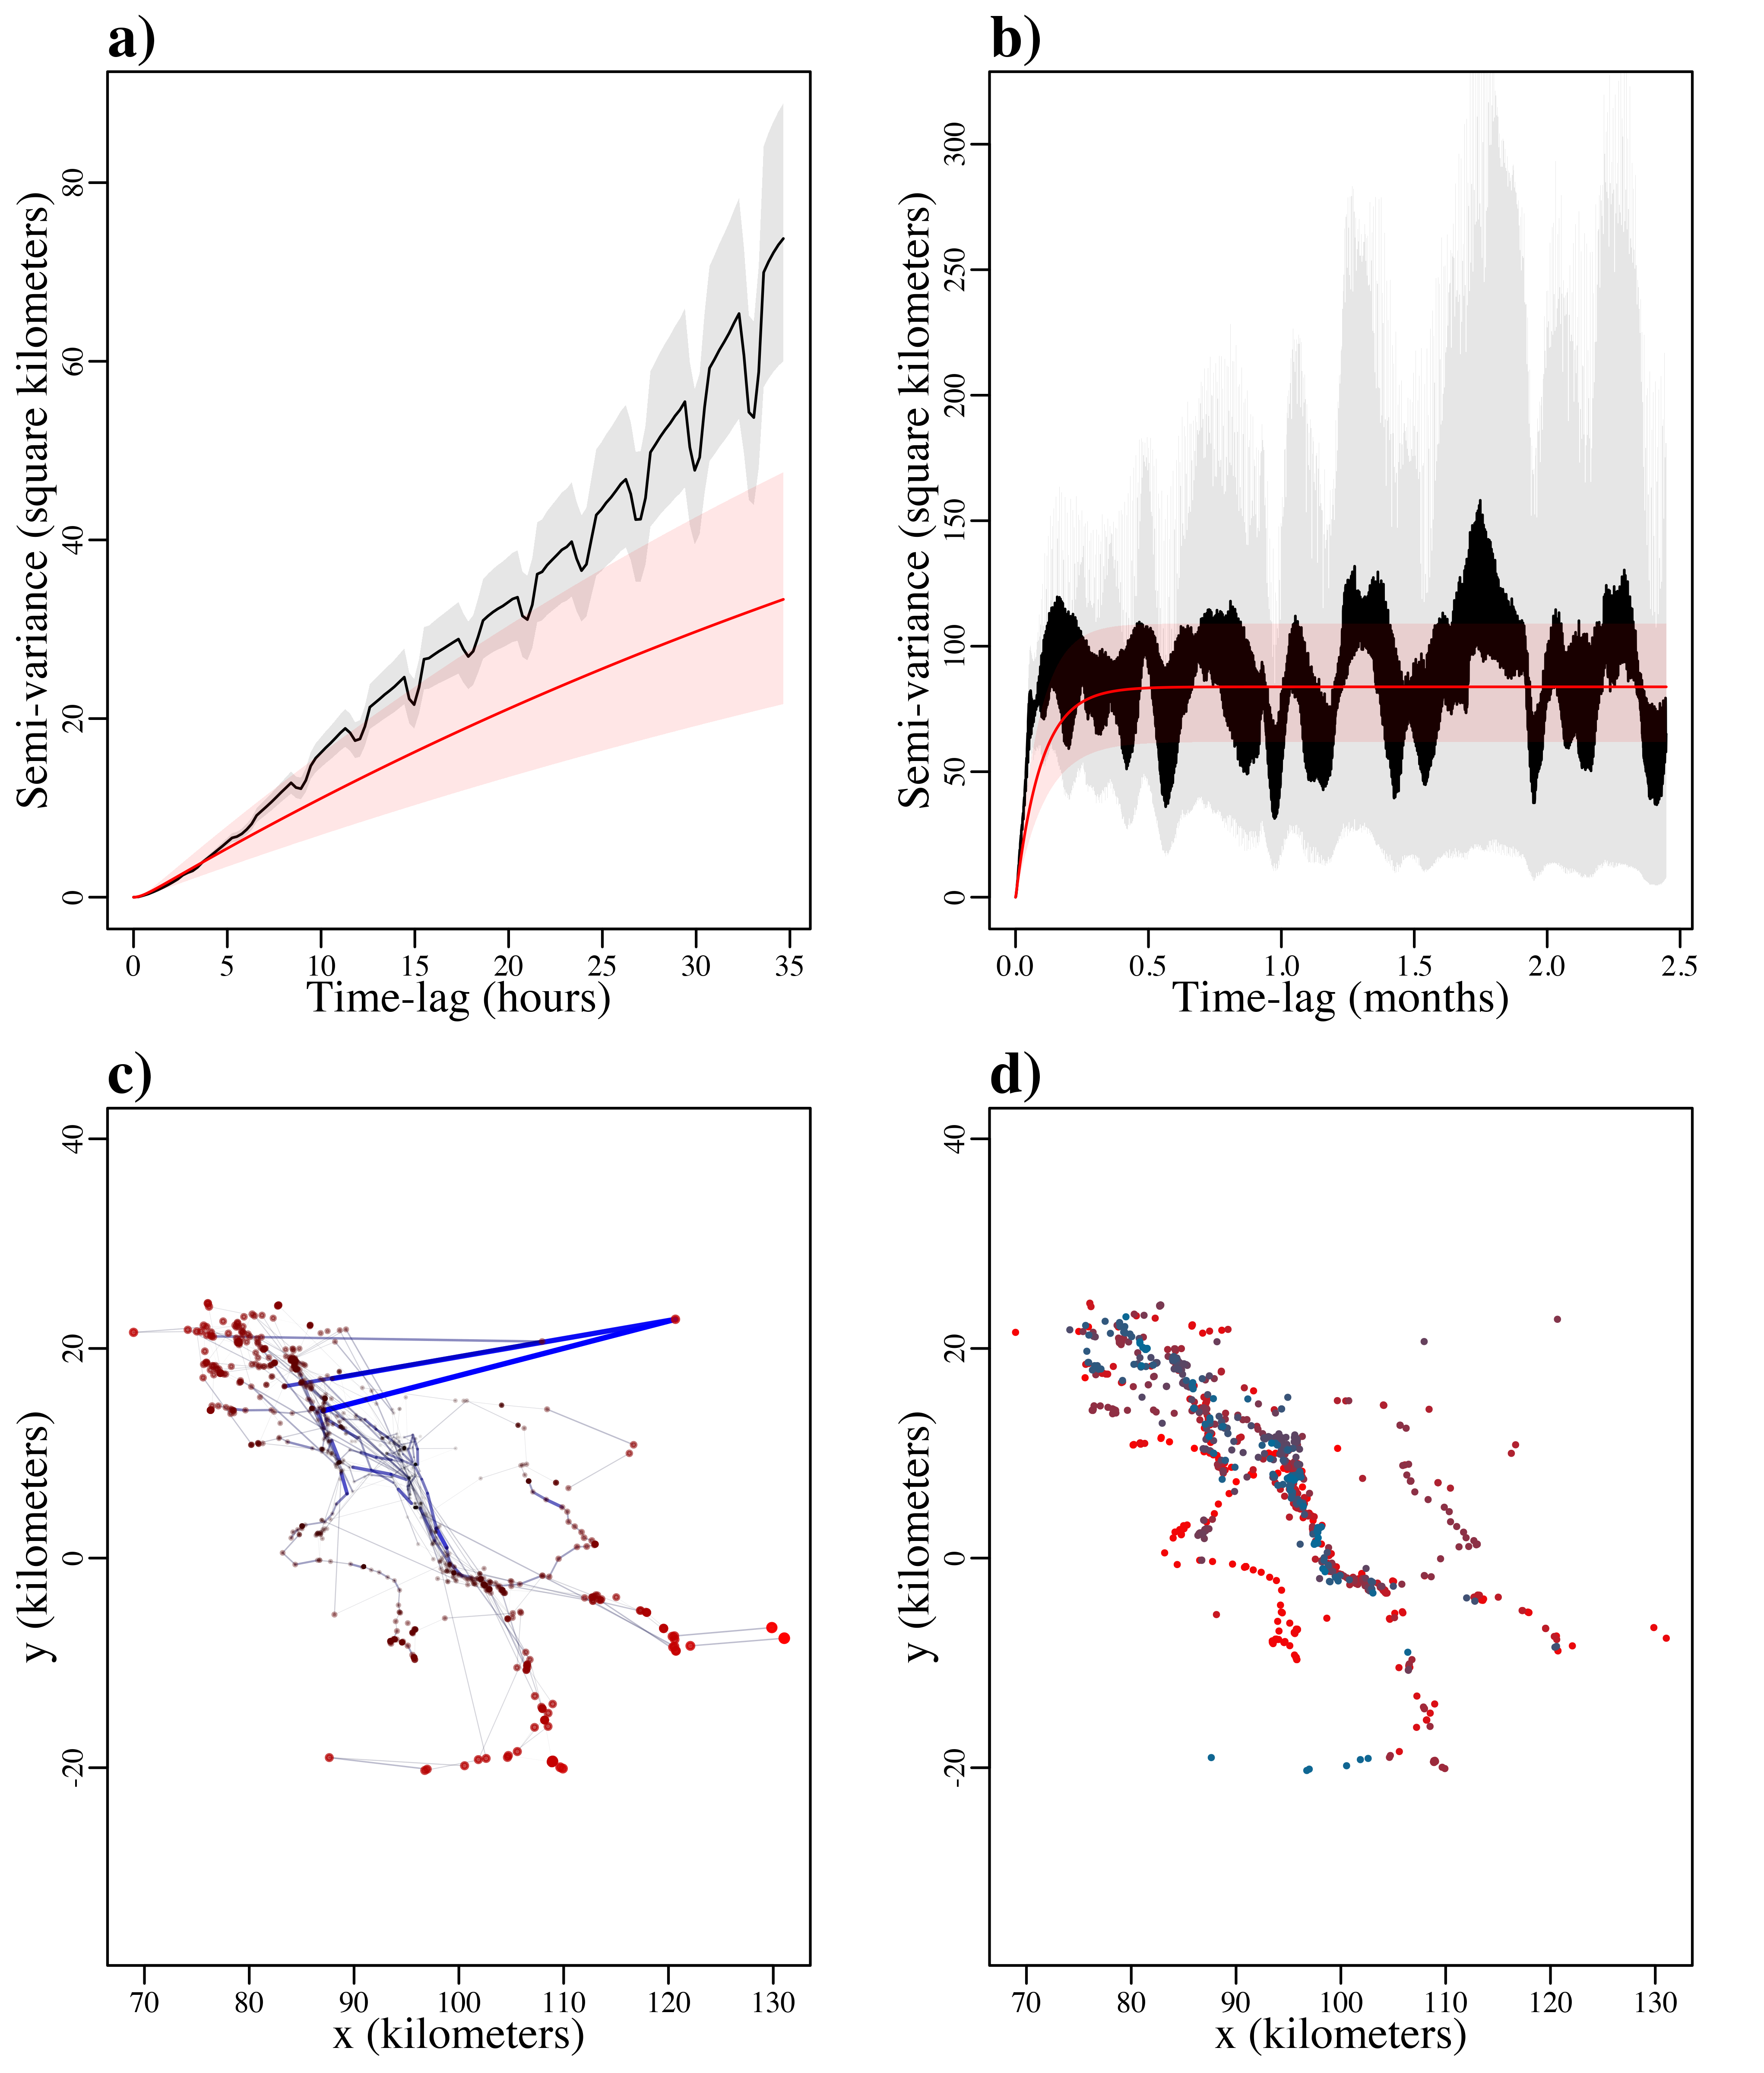 a)
Semi-variance (square kilometers)
0 20 40 60 80
0 5 10 15 20 25 30 35
Time-lag (hours)
b)
Semi-variance (square kilometers)
0 50 100 150 200 250 300
0.0 0.5 1.0 1.5 2.0 2.5
Time-lag (months)
c)
y (kilometers)
-20 0 20 40
70 80 90 100 110 120 130
x (kilometers)
d)
y (kilometers)
-20 0 20 40
70 80 90 100 110 120 130
x (kilometers)